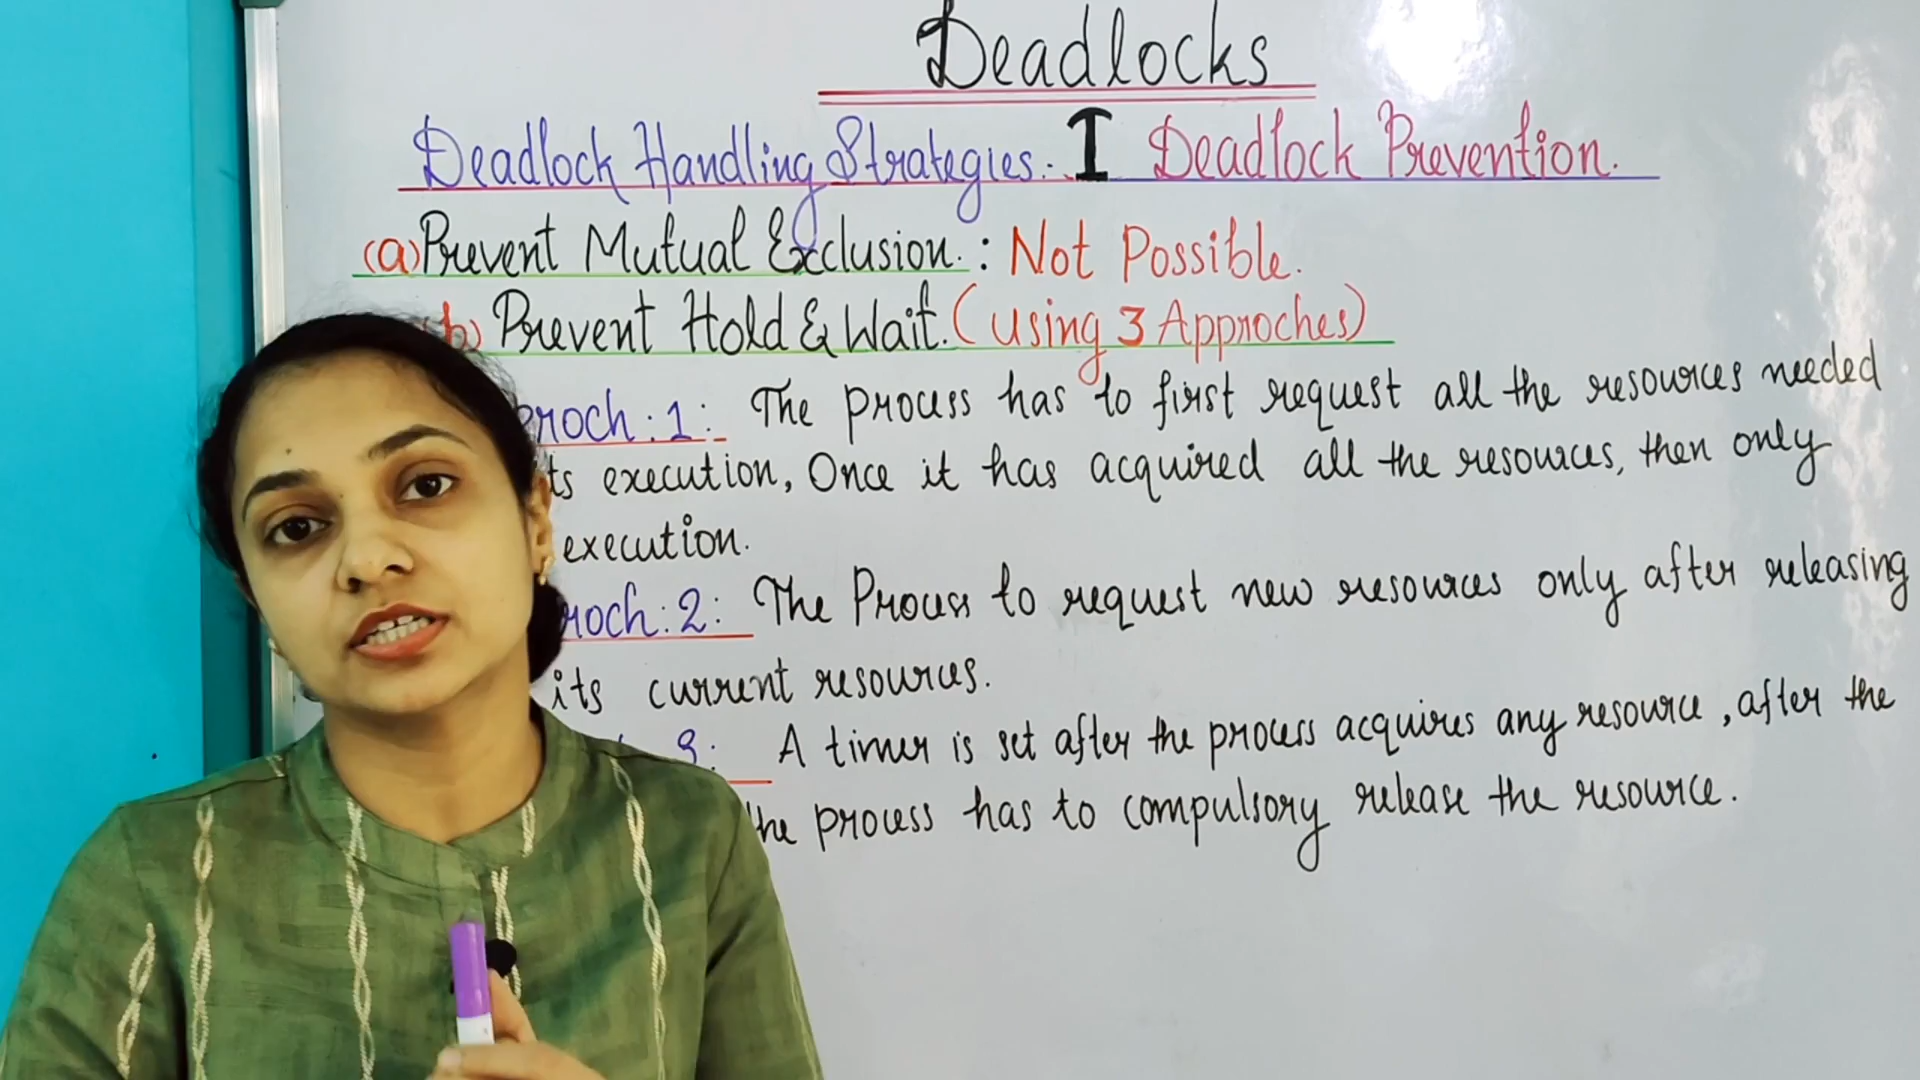 Deadlocks
Deadlock Handling Strategies: I Deadlock Prevention.
(a) Prevent Mutual Exclusion. : Not Possible.
b) Prevent Hold & Wait. (Using 3 Approches)
proch : 1 : The process has to first request all the resources needed
its execution, Once it has acquired all the resources, then only
execution.
roch : 2 : The Process to request new resources only after releasing
its current resources.
3 : A timer is set after the process acquires any resource, after the
the process has to compulsory release the resource.